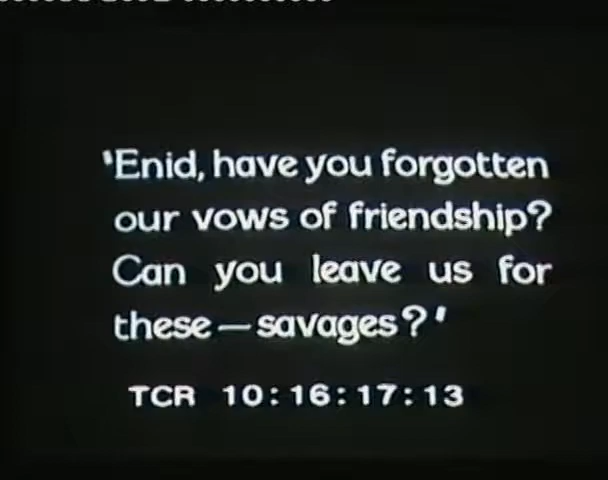 'Enid, have you forgotten
our vows of friendship?
Can you leave us for
these—savages?'
TCR 10:16:17:13